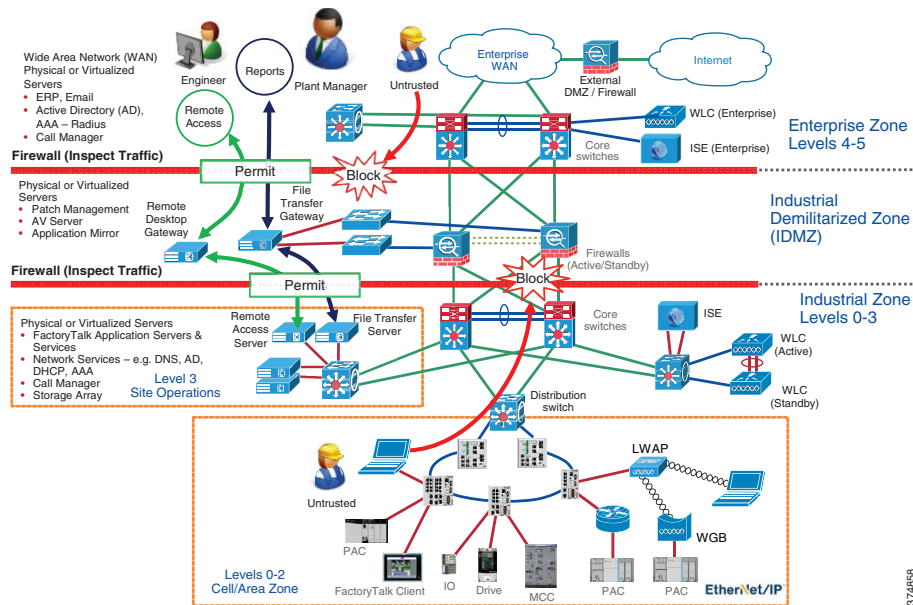 Wide Area Network (WAN)
Physical or Virtualized
Servers
• ERP, Email
• Active Directory (AD),
AAA – Radius
• Call Manager
Engineer
Reports
Plant Manager
Untrusted
Remote
Access
Enterprise
WAN
External
DMZ / Firewall
Internet
WLC (Enterprise)
ISE (Enterprise)
Core
switches
Enterprise Zone
Levels 4-5
Firewall (Inspect Traffic)
Permit
Block
Physical or Virtualized
Servers
• Patch Management
• AV Server
• Application Mirror
Remote
Desktop
Gateway
File
Transfer
Gateway
Firewalls
(Active/Standby)
Industrial
Demilitarized Zone
(IDMZ)
Firewall (Inspect Traffic)
Permit
Block
Industrial Zone
Levels 0-3
Physical or Virtualized Servers
• FactoryTalk Application Servers &
Services
• Network Services – e.g. DNS, AD,
DHCP, AAA
• Call Manager
• Storage Array
Level 3
Site Operations
Remote
Access
Server
File Transfer
Server
Core
switches
ISE
WLC
(Active)
WLC
(Standby)
Distribution
switch
Untrusted
LWAP
WGB
PAC
FactoryTalk Client
IO
Drive
MCC
PAC
PAC
Levels 0-2
Cell/Area Zone
EtherNet/IP
374858